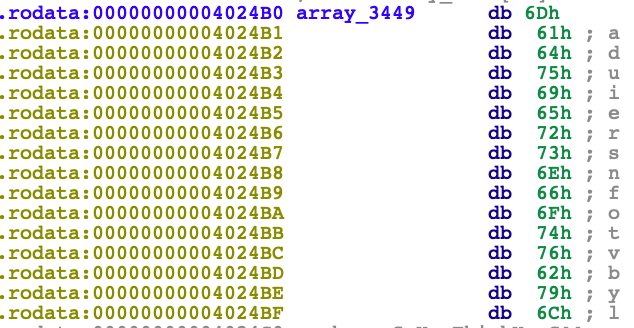 .rodata:00000000004024B0 array_3449 db 6Dh
.rodata:00000000004024B1 db 61h ; a
.rodata:00000000004024B2 db 64h ; d
.rodata:00000000004024B3 db 75h ; u
.rodata:00000000004024B4 db 69h ; i
.rodata:00000000004024B5 db 65h ; e
.rodata:00000000004024B6 db 72h ; r
.rodata:00000000004024B7 db 73h ; s
.rodata:00000000004024B8 db 6Eh ; n
.rodata:00000000004024B9 db 66h ; f
.rodata:00000000004024BA db 6Fh ; o
.rodata:00000000004024BB db 74h ; t
.rodata:00000000004024BC db 76h ; v
.rodata:00000000004024BD db 62h ; b
.rodata:00000000004024BE db 79h ; y
.rodata:00000000004024BF db 6Ch ; l